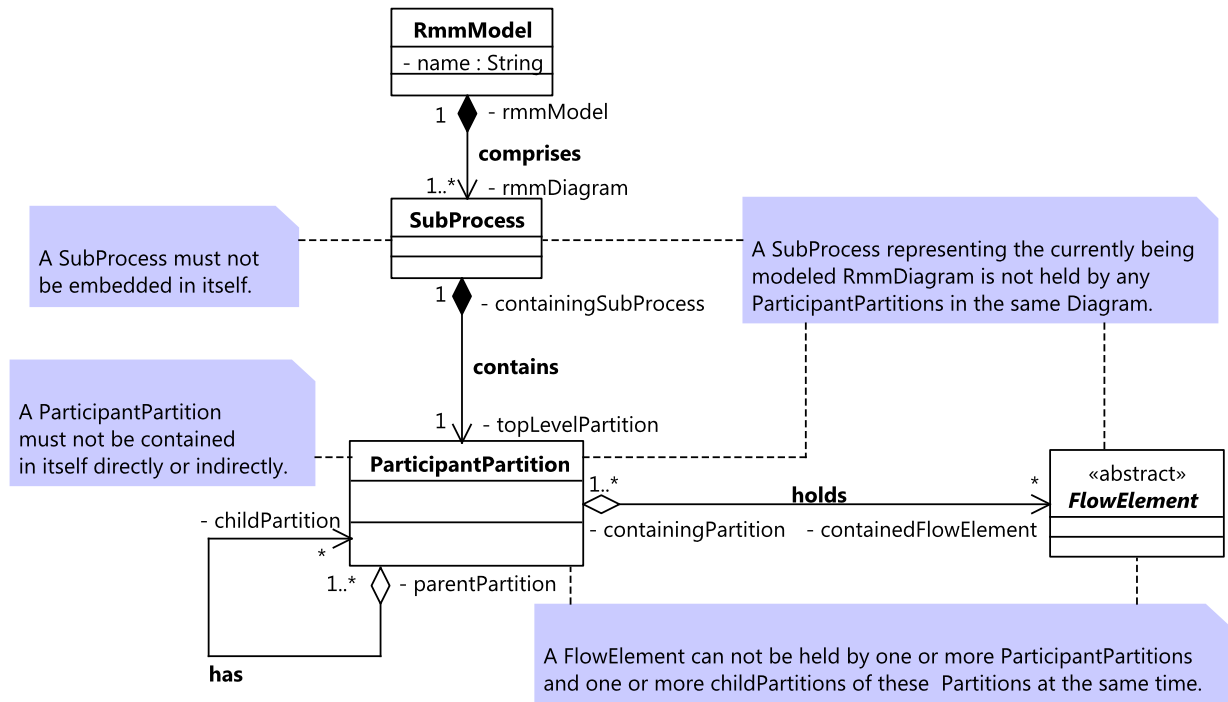 RmmModel
- name : String
1
- rmmModel
comprises
1..*
- rmmDiagram
SubProcess
A SubProcess must not
be embedded in itself.
A SubProcess representing the currently being
modeled RmmDiagram is not held by any
ParticipantPartitions in the same Diagram.
1
- containingSubProcess
contains
1
- topLevelPartition
A ParticipantPartition
must not be contained
in itself directly or indirectly.
ParticipantPartition
1..*
holds
*
- containingPartition
- containedFlowElement
«abstract»
FlowElement
- childPartition
*
1..*
- parentPartition
has
A FlowElement can not be held by one or more ParticipantPartitions
and one or more childPartitions of these  Partitions at the same time.